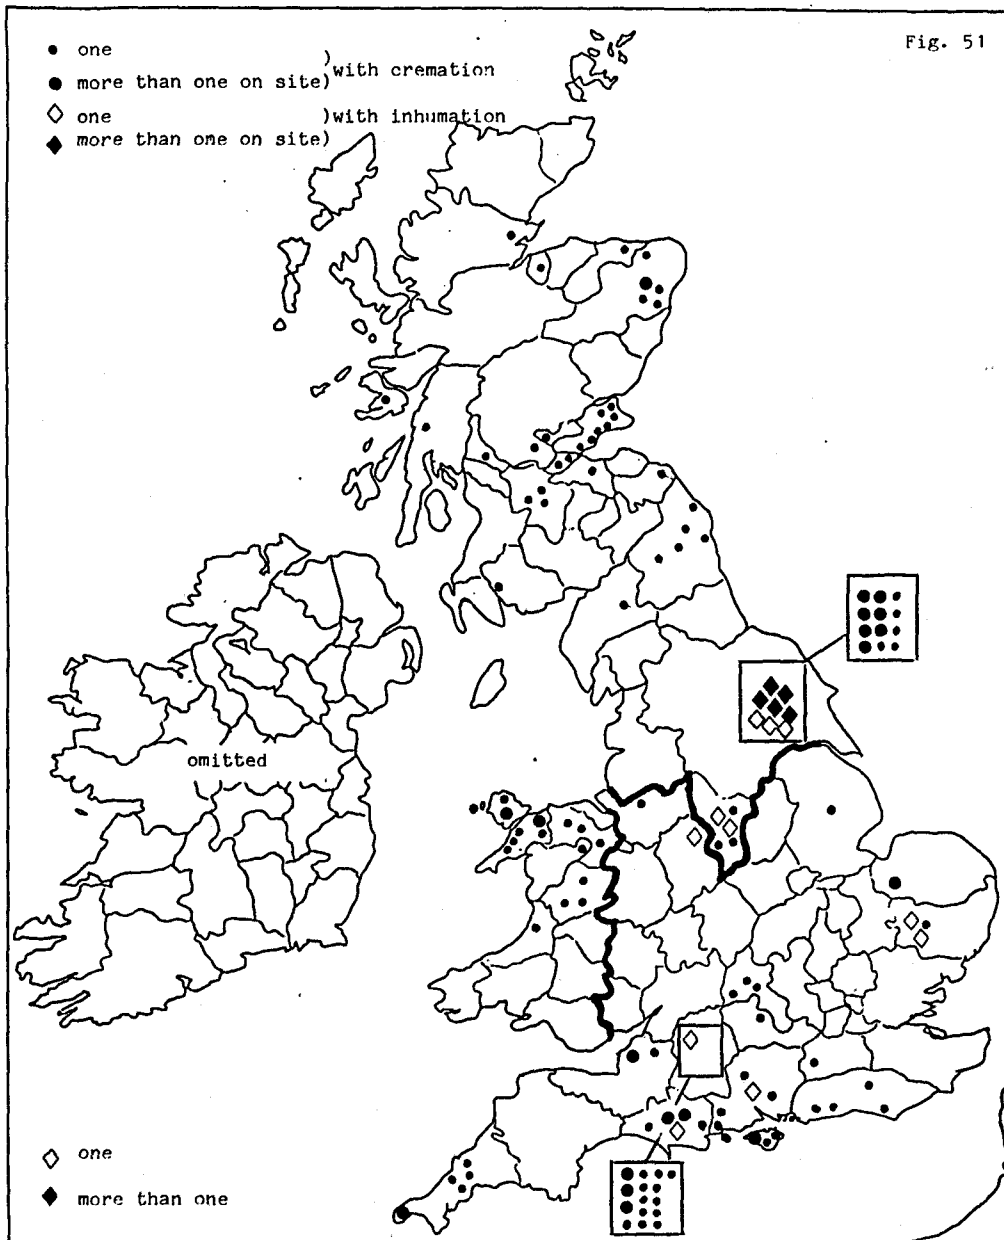 Fig. 51
one )
more than one on site) with cremation
one ) with inhumation
more than one on site)
omitted
one
more than one